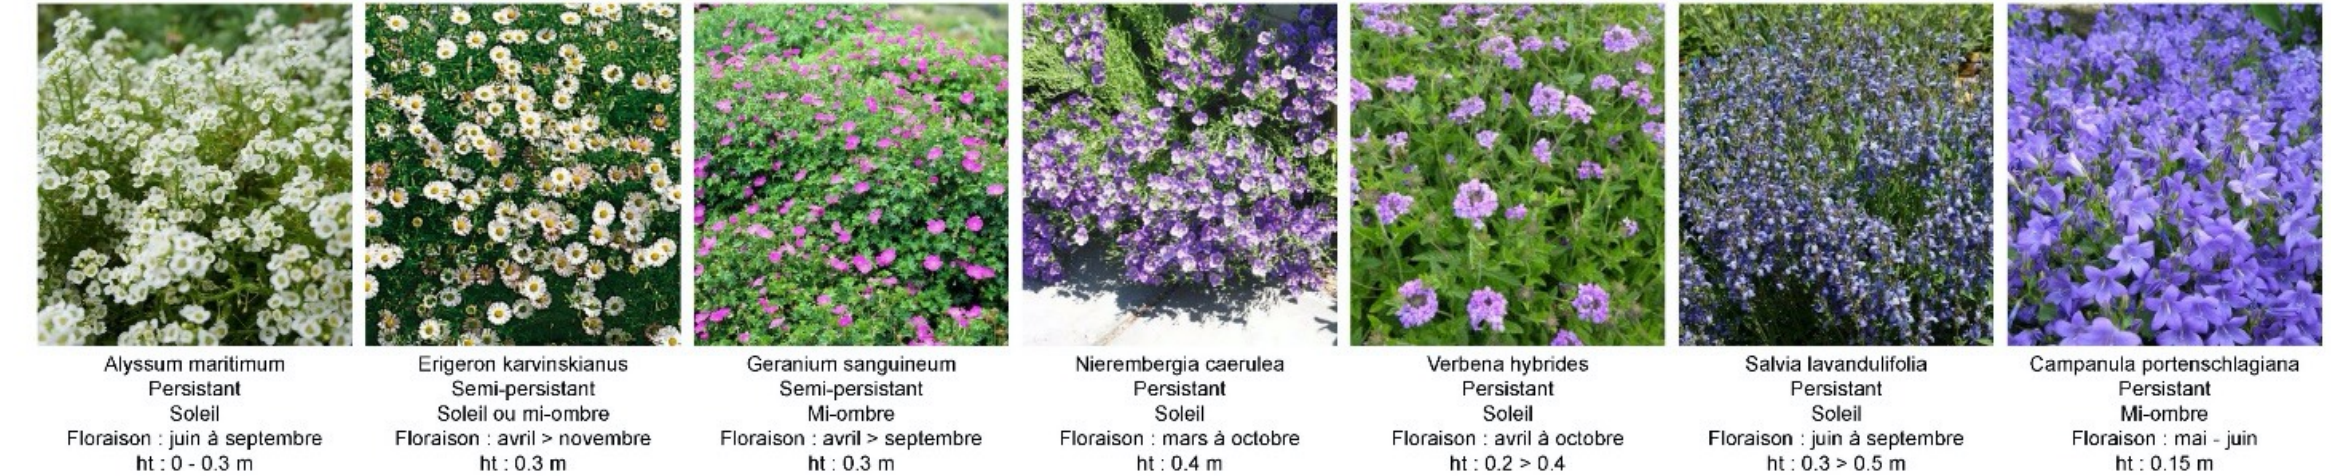 Alyssum maritimum
Persistant
Soleil
Floraison : juin à septembre
ht : 0 - 0.3 m
Erigeron karvinskianus
Semi-persistant
Soleil ou mi-ombre
Floraison : avril > novembre
ht : 0.3 m
Geranium sanguineum
Semi-persistant
Mi-ombre
Floraison : avril > septembre
ht : 0.3 m
Nierembergia caerulea
Persistant
Soleil
Floraison : mars à octobre
ht : 0.4 m
Verbena hybrides
Persistant
Soleil
Floraison : avril à octobre
ht : 0.2 > 0.4
Salvia lavandulifolia
Persistant
Soleil
Floraison : juin à septembre
ht : 0.3 > 0.5 m
Campanula portenschlagiana
Persistant
Mi-ombre
Floraison : mai - juin
ht : 0.15 m